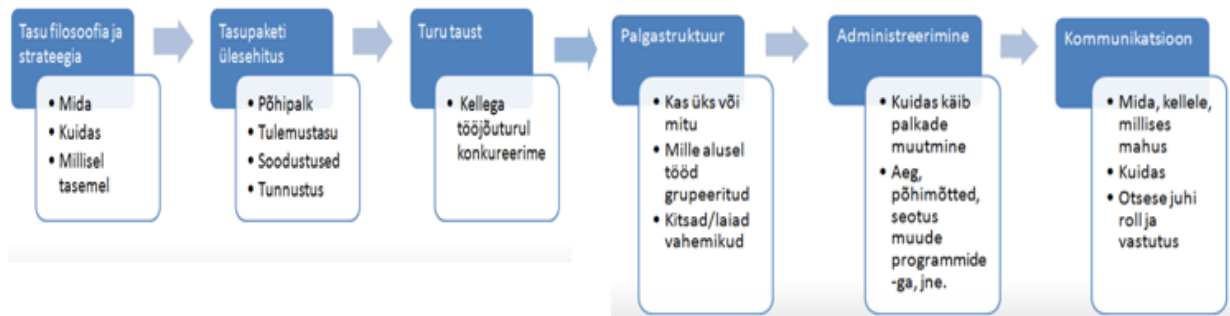 Tasu filosoofia ja
strateegia
• Mida
• Kuidas
• Millisel
tasemel
Tasupaketi
ülesehitus
• Põhipalk
• Tulemustasu
• Soodustused
• Tunnustus
Turu taust
• Kellega
tööjõuturul
konkureerime
Palgastruktuur
• Kas üks või
mitu
• Mille alusel
tööd
grupeeritud
• Kitsad/laiad
vahemikud
Administreerimine
• Kuidas käib
palkade
muutmine
• Aeg,
põhimõtted,
seotus
muude
programmide
-ga, jne.
Kommunikatsioon
• Mida, kellele,
millises
mahus
• Kuidas
• Otsese juhi
roll ja
vastutus